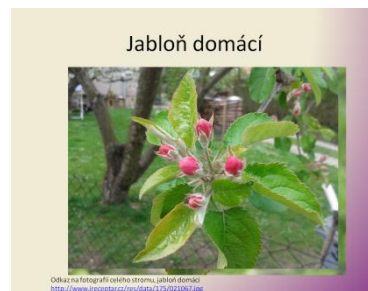 Jabloň domácí
Odkaz na fotografii celého stromu, jabloň domácí
http://www.ireceptar.cz/res/data/175/021067.jpg